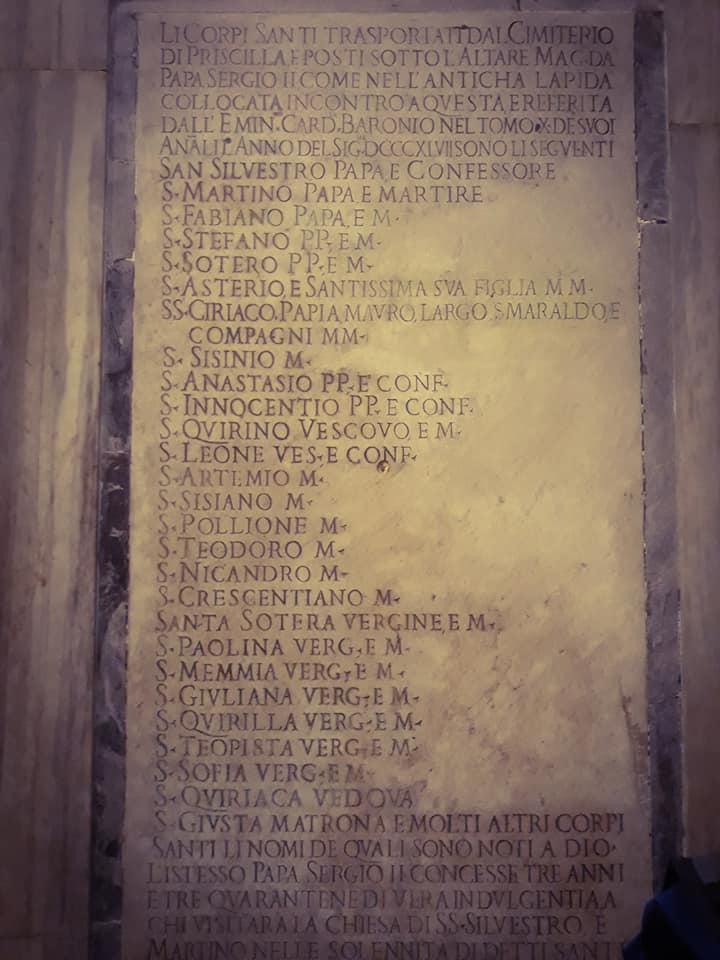 LI CORPI SANTI TRASPORTATI DAL CIMITERIO
DI PRISCILLA E POSTI SOTTO L'ALTARE MAG. DA
PAPA SERGIO II COME NELL'ANTICHA LAPIDA
COLLOCATA INCONTRO A QVESTA, E REFERITA
DALL'EMIN. CARD. BARONIO NEL TOMO X. DE SVOI
ANALI L'ANNO DEL SIG. DCCCXLVII SONO LI SEGVENTI
SAN SILVESTRO PAPA, E CONFESSORE
S. MARTINO PAPA E MARTIRE
S. FABIANO PAPA, E M.
S. STEFANO PP. E M.
S. SOTERO PP. E M.
S. ASTERIO, E SANTISSIMA SVA FIGLIA M M.
SS. CIRIACO, PAPIA, MAVRO, LARGO, SMARALDO, E
COMPAGNI MM.
S. SISINIO M.
S. ANASTASIO PP. E CONF.
S. INNOCENTIO PP. E CONF.
S. QVIRINO VESCOVO, E M.
S. LEONE VES. E CONF.
S. ARTEMIO M.
S. SISIANO M.
S. POLLIONE M.
S. TEODORO M.
S. NICANDRO M.
S. CRESCENTIANO M.
SANTA SOTERA VERGINE, E M.
S. PAOLINA VERG. E M.
S. MEMMIA VERG. E M.
S. GIVLIANA VERG. E M.
S. QVIRILLA VERG. E M.
S. TEOPISTA VERG. E M.
S. SOFIA VERG. E M.
S. QVIRIACA VEDOVA
S. GIVSTA MATRONA E MOLTI ALTRI CORPI
SANTI LI NOMI DE QVALI SONO NOTI A DIO.
L'ISTESSO PAPA SERGIO II CONCESSE TRE ANNI
E TRE QVARANTENE DI VERA INDVLGENTIA A
CHI VISITARA LA CHIESA DI SS. SILVESTRO, E
MARTINO NELLE SOLENNITA DI DETTI SANTI